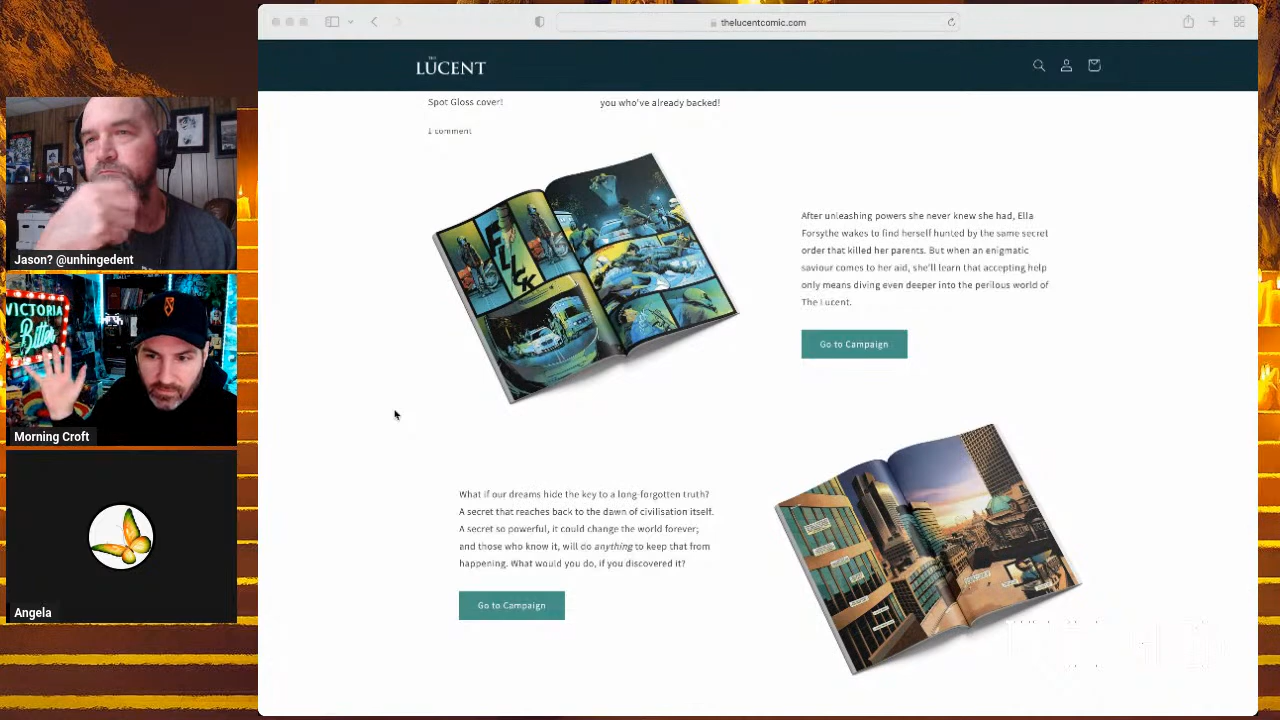 thelucentcomic.com
THE
LUCENT
Spot Gloss cover!
you who've already backed!
1 comment
Jason? @unhingedent
CLICK
After unleashing powers she never knew she had, Ella
Forsythe wakes to find herself hunted by the same secret
order that killed her parents. But when an enigmatic
saviour comes to her aid, she'll learn that accepting help
only means diving even deeper into the perilous world of
The Lucent.
Go to Campaign
VICTORIA
Bitter
Morning Croft
What if our dreams hide the key to a long-forgotten truth?
A secret that reaches back to the dawn of civilisation itself.
A secret so powerful, it could change the world forever;
and those who know it, will do anything to keep that from
happening. What would you do, if you discovered it?
Go to Campaign
Angela